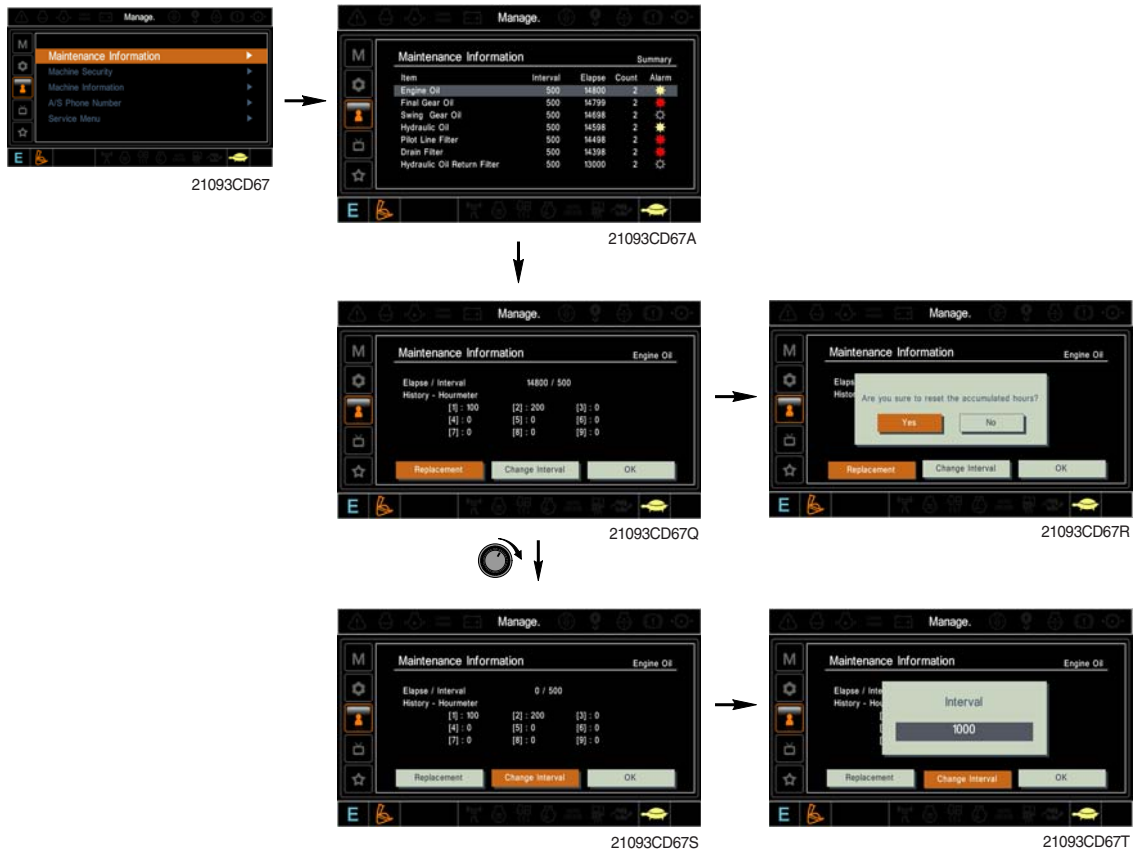 Manage.
M
Maintenance Information
Machine Security
Machine Information
A/S Phone Number
Service Menu
E
21093CD67
Manage.
M
Maintenance Information Summary
Item Interval Elapse Count Alarm
Engine Oil 500 14800 2
Final Gear Oil 500 14799 2
Swing Gear Oil 500 14698 2
Hydraulic Oil 500 14598 2
Pilot Line Filter 500 14498 2
Drain Filter 500 14398 2
Hydraulic Oil Return Filter 500 13000 2
E
21093CD67A
Manage.
M
Maintenance Information Engine Oil
Elapse / Interval 14800 / 500
History - Hourmeter
[1] : 100 [2] : 200 [3] : 0
[4] : 0 [5] : 0 [6] : 0
[7] : 0 [8] : 0 [9] : 0
Replacement Change Interval OK
E
21093CD67Q
Manage.
M
Maintenance Information Engine Oil
Elaps
Histor
Are you sure to reset the accumulated hours?
Yes No
Replacement Change Interval OK
E
21093CD67R
Manage.
M
Maintenance Information Engine Oil
Elapse / Interval 0 / 500
History - Hourmeter
[1] : 100 [2] : 200 [3] : 0
[4] : 0 [5] : 0 [6] : 0
[7] : 0 [8] : 0 [9] : 0
Replacement Change Interval OK
E
21093CD67S
Manage.
M
Maintenance Information Engine Oil
Elapse / Inte
History - Hou
Interval
1000
Replacement Change Interval OK
E
21093CD67T